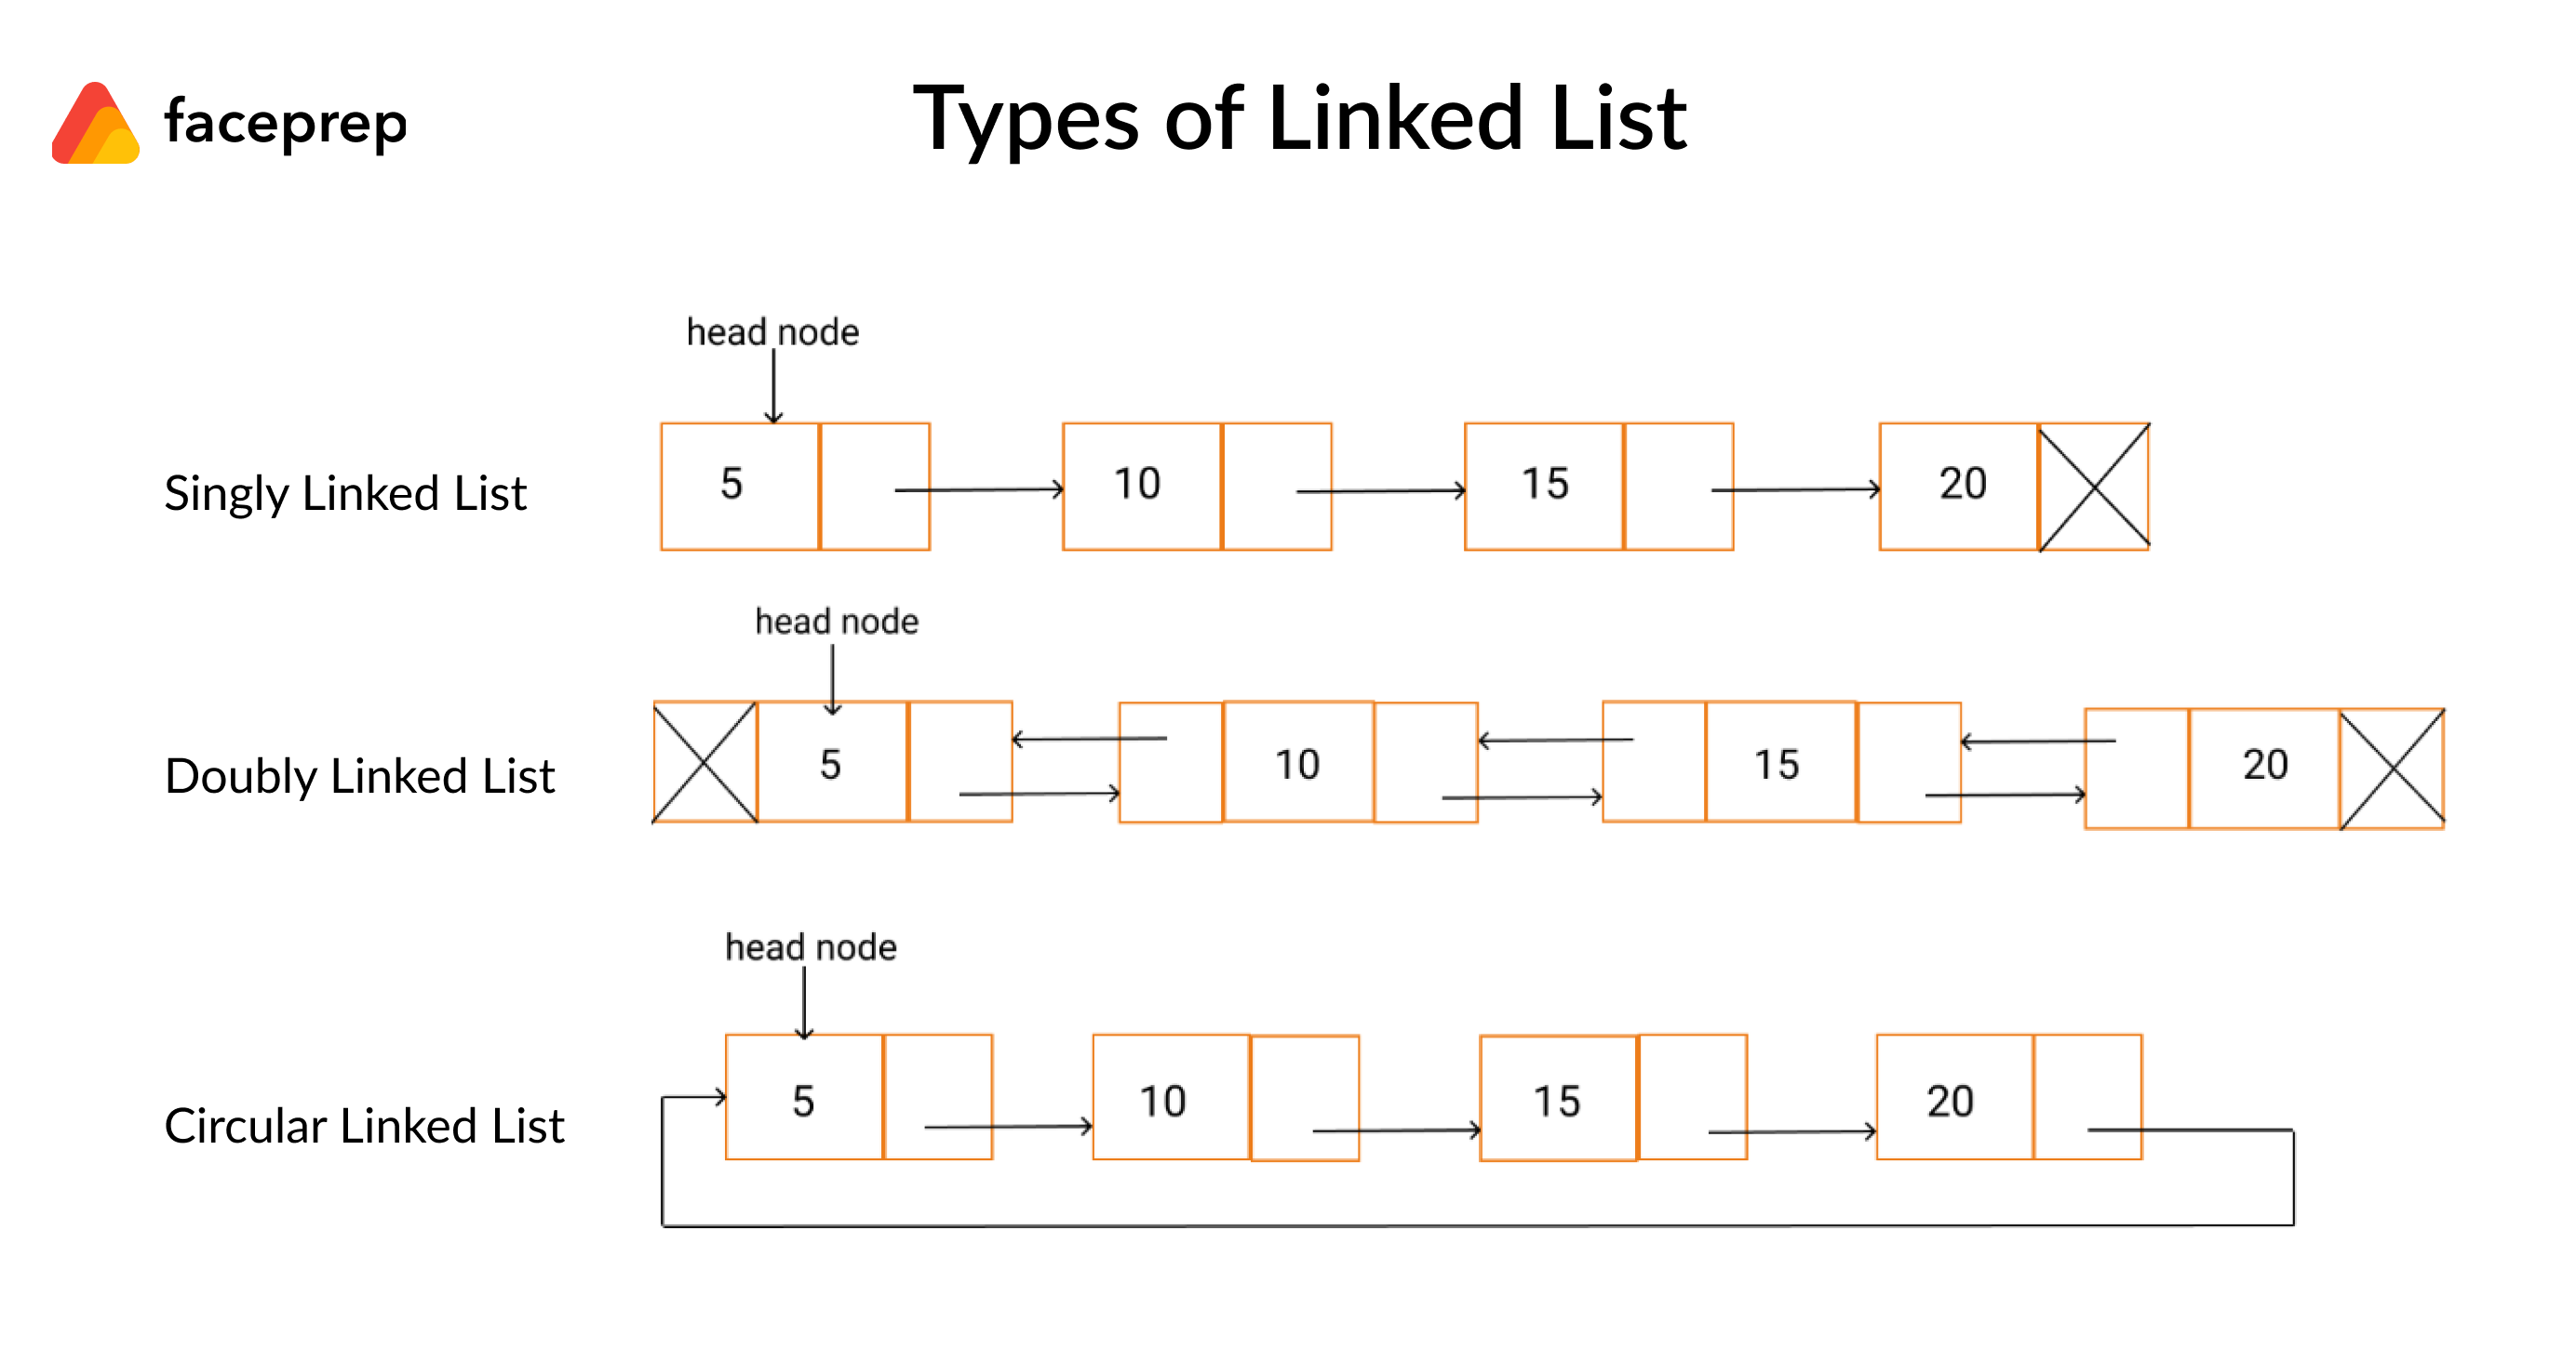 faceprep
Types of Linked List
head node
Singly Linked List
5
10
15
20
head node
Doubly Linked List
5
10
15
20
head node
Circular Linked List
5
10
15
20